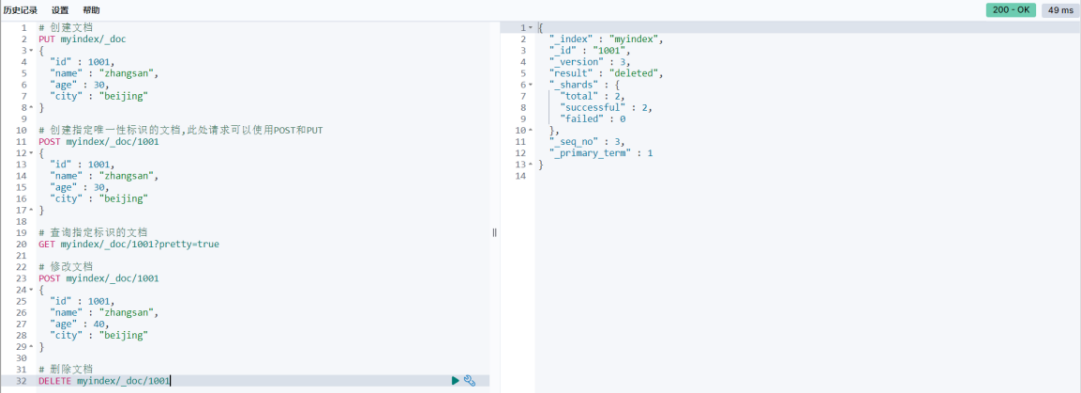 历史记录 设置 帮助
200 - OK 49 ms
1 # 创建文档
2 PUT myindex/_doc
3 {
4 "id" : 1001,
5 "name" : "zhangsan",
6 "age" : 30,
7 "city" : "beijing"
8 }
9
10 # 创建指定唯一性标识的文档,此处请求可以使用POST和PUT
11 POST myindex/_doc/1001
12 {
13 "id" : 1001,
14 "name" : "zhangsan",
15 "age" : 30,
16 "city" : "beijing"
17 }
18
19 # 查询指定标识的文档
20 GET myindex/_doc/1001?pretty=true
21
22 # 修改文档
23 POST myindex/_doc/1001
24 {
25 "id" : 1001,
26 "name" : "zhangsan",
27 "age" : 40,
28 "city" : "beijing"
29 }
30
31 # 删除文档
32 DELETE myindex/_doc/1001
1 {
2 "_index" : "myindex",
3 "_id" : "1001",
4 "_version" : 3,
5 "result" : "deleted",
6 "_shards" : {
7 "total" : 2,
8 "successful" : 2,
9 "failed" : 0
10 },
11 "_seq_no" : 3,
12 "_primary_term" : 1
13 }
14